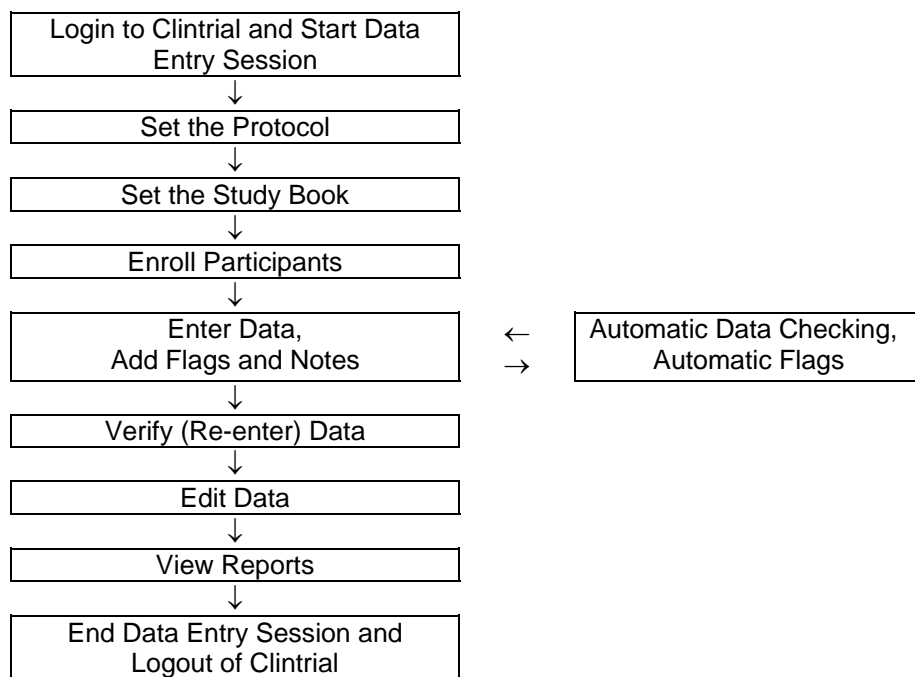 Login to Clintrial and Start Data
Entry Session
↓
Set the Protocol
↓
Set the Study Book
↓
Enroll Participants
↓
Enter Data,
Add Flags and Notes
← 
→
Automatic Data Checking,
Automatic Flags
↓
Verify (Re-enter) Data
↓
Edit Data
↓
View Reports
↓
End Data Entry Session and
Logout of Clintrial